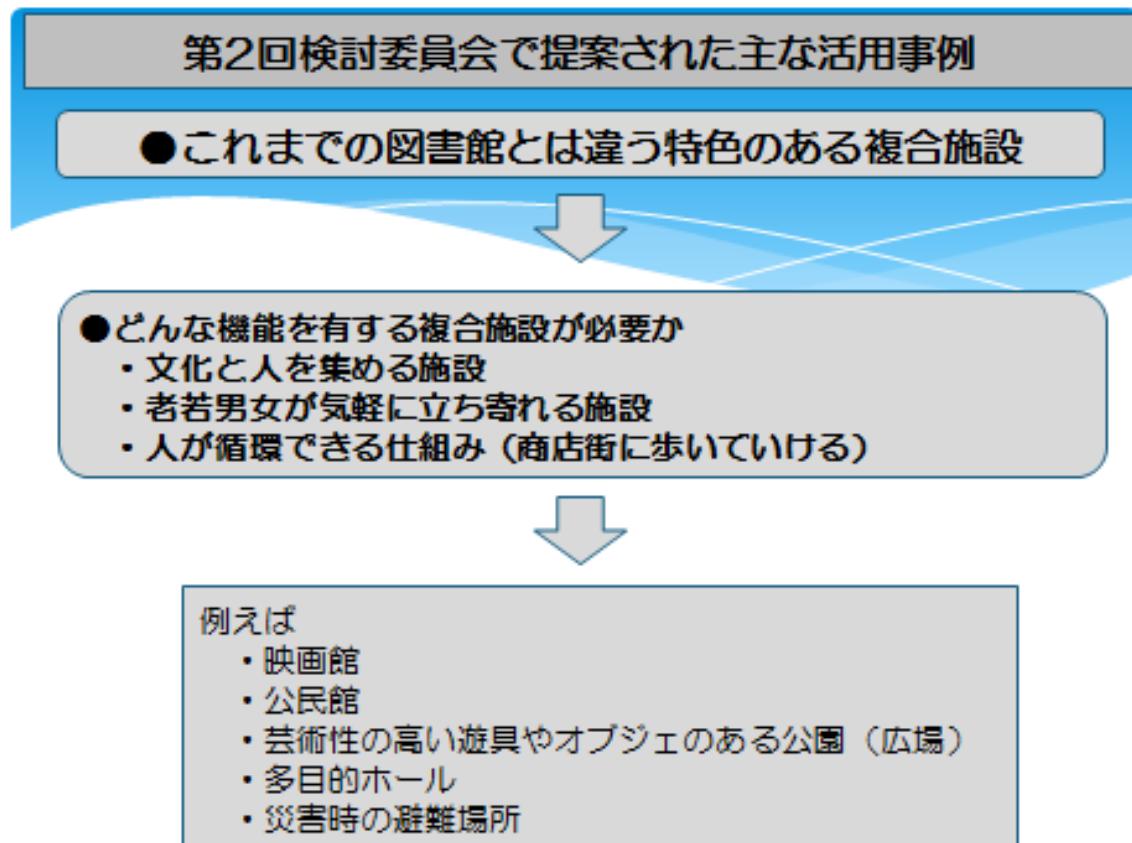 第2回検討委員会で提案された主な活用事例
●これまでの図書館とは違う特色のある複合施設
●どんな機能を有する複合施設が必要か
・文化と人を集める施設
・老若男女が気軽に立ち寄れる施設
・人が循環できる仕組み（商店街に歩いていける）
例えば
・映画館
・公民館
・芸術性の高い遊具やオブジェのある公園（広場）
・多目的ホール
・災害時の避難場所